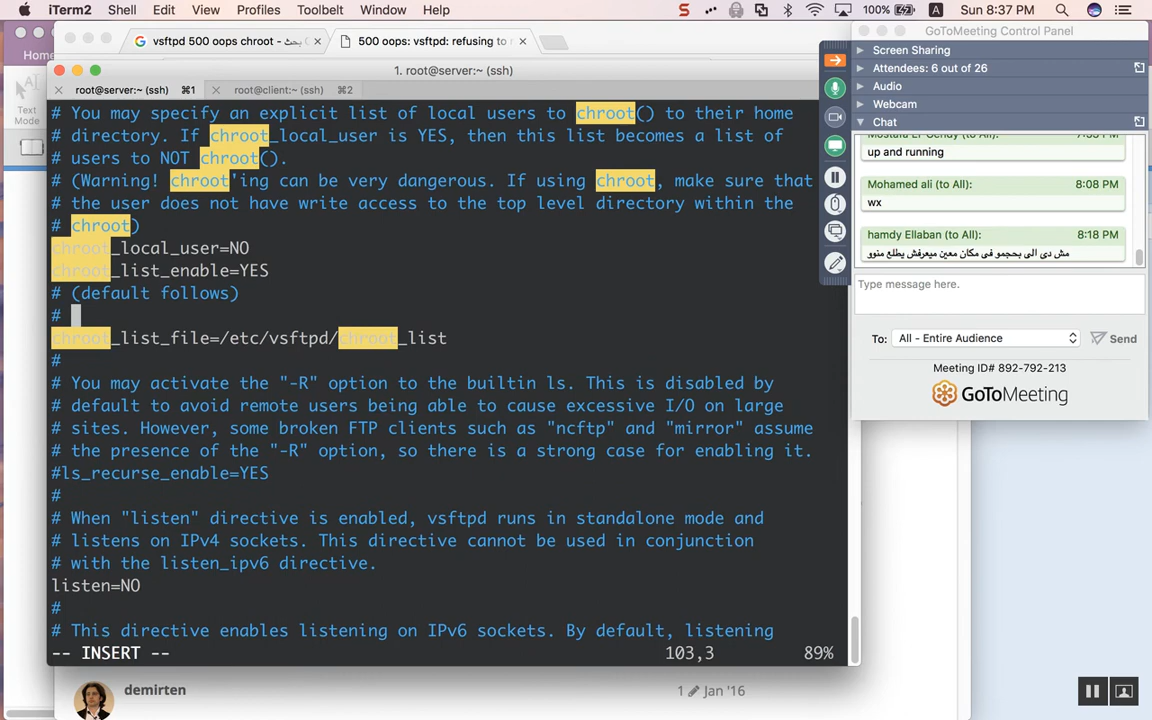 iTerm2 Shell Edit View Profiles Toolbelt Window Help
100% A Sun 8:37 PM
vsftpd 500 oops chroot - بحث
500 oops: vsftpd: refusing to r
Home
Text
Mode
1. root@server:~ (ssh)
root@server:~ (ssh) ⌘1
root@client:~ (ssh) ⌘2
# You may specify an explicit list of local users to chroot() to their home
# directory. If chroot_local_user is YES, then this list becomes a list of
# users to NOT chroot().
# (Warning! chroot'ing can be very dangerous. If using chroot, make sure that
# the user does not have write access to the top level directory within the
# chroot)
chroot_local_user=NO
chroot_list_enable=YES
# (default follows)
#
chroot_list_file=/etc/vsftpd/chroot_list
#
# You may activate the "-R" option to the builtin ls. This is disabled by
# default to avoid remote users being able to cause excessive I/O on large
# sites. However, some broken FTP clients such as "ncftp" and "mirror" assume
# the presence of the "-R" option, so there is a strong case for enabling it.
#ls_recurse_enable=YES
#
# When "listen" directive is enabled, vsftpd runs in standalone mode and
# listens on IPv4 sockets. This directive cannot be used in conjunction
# with the listen_ipv6 directive.
listen=NO
#
# This directive enables listening on IPv6 sockets. By default, listening
-- INSERT -- 103,3 89%
demirten
1 Jan '16
GoToMeeting Control Panel
Screen Sharing
Attendees: 6 out of 26
Audio
Webcam
Chat
up and running
Mohamed ali (to All): 8:08 PM
wx
hamdy Ellaban (to All): 8:18 PM
مش دى الى بحجمو فى مكان معين ميعرفش يطلع منوو
Type message here.
To: All - Entire Audience Send
Meeting ID# 892-792-213
GoToMeeting